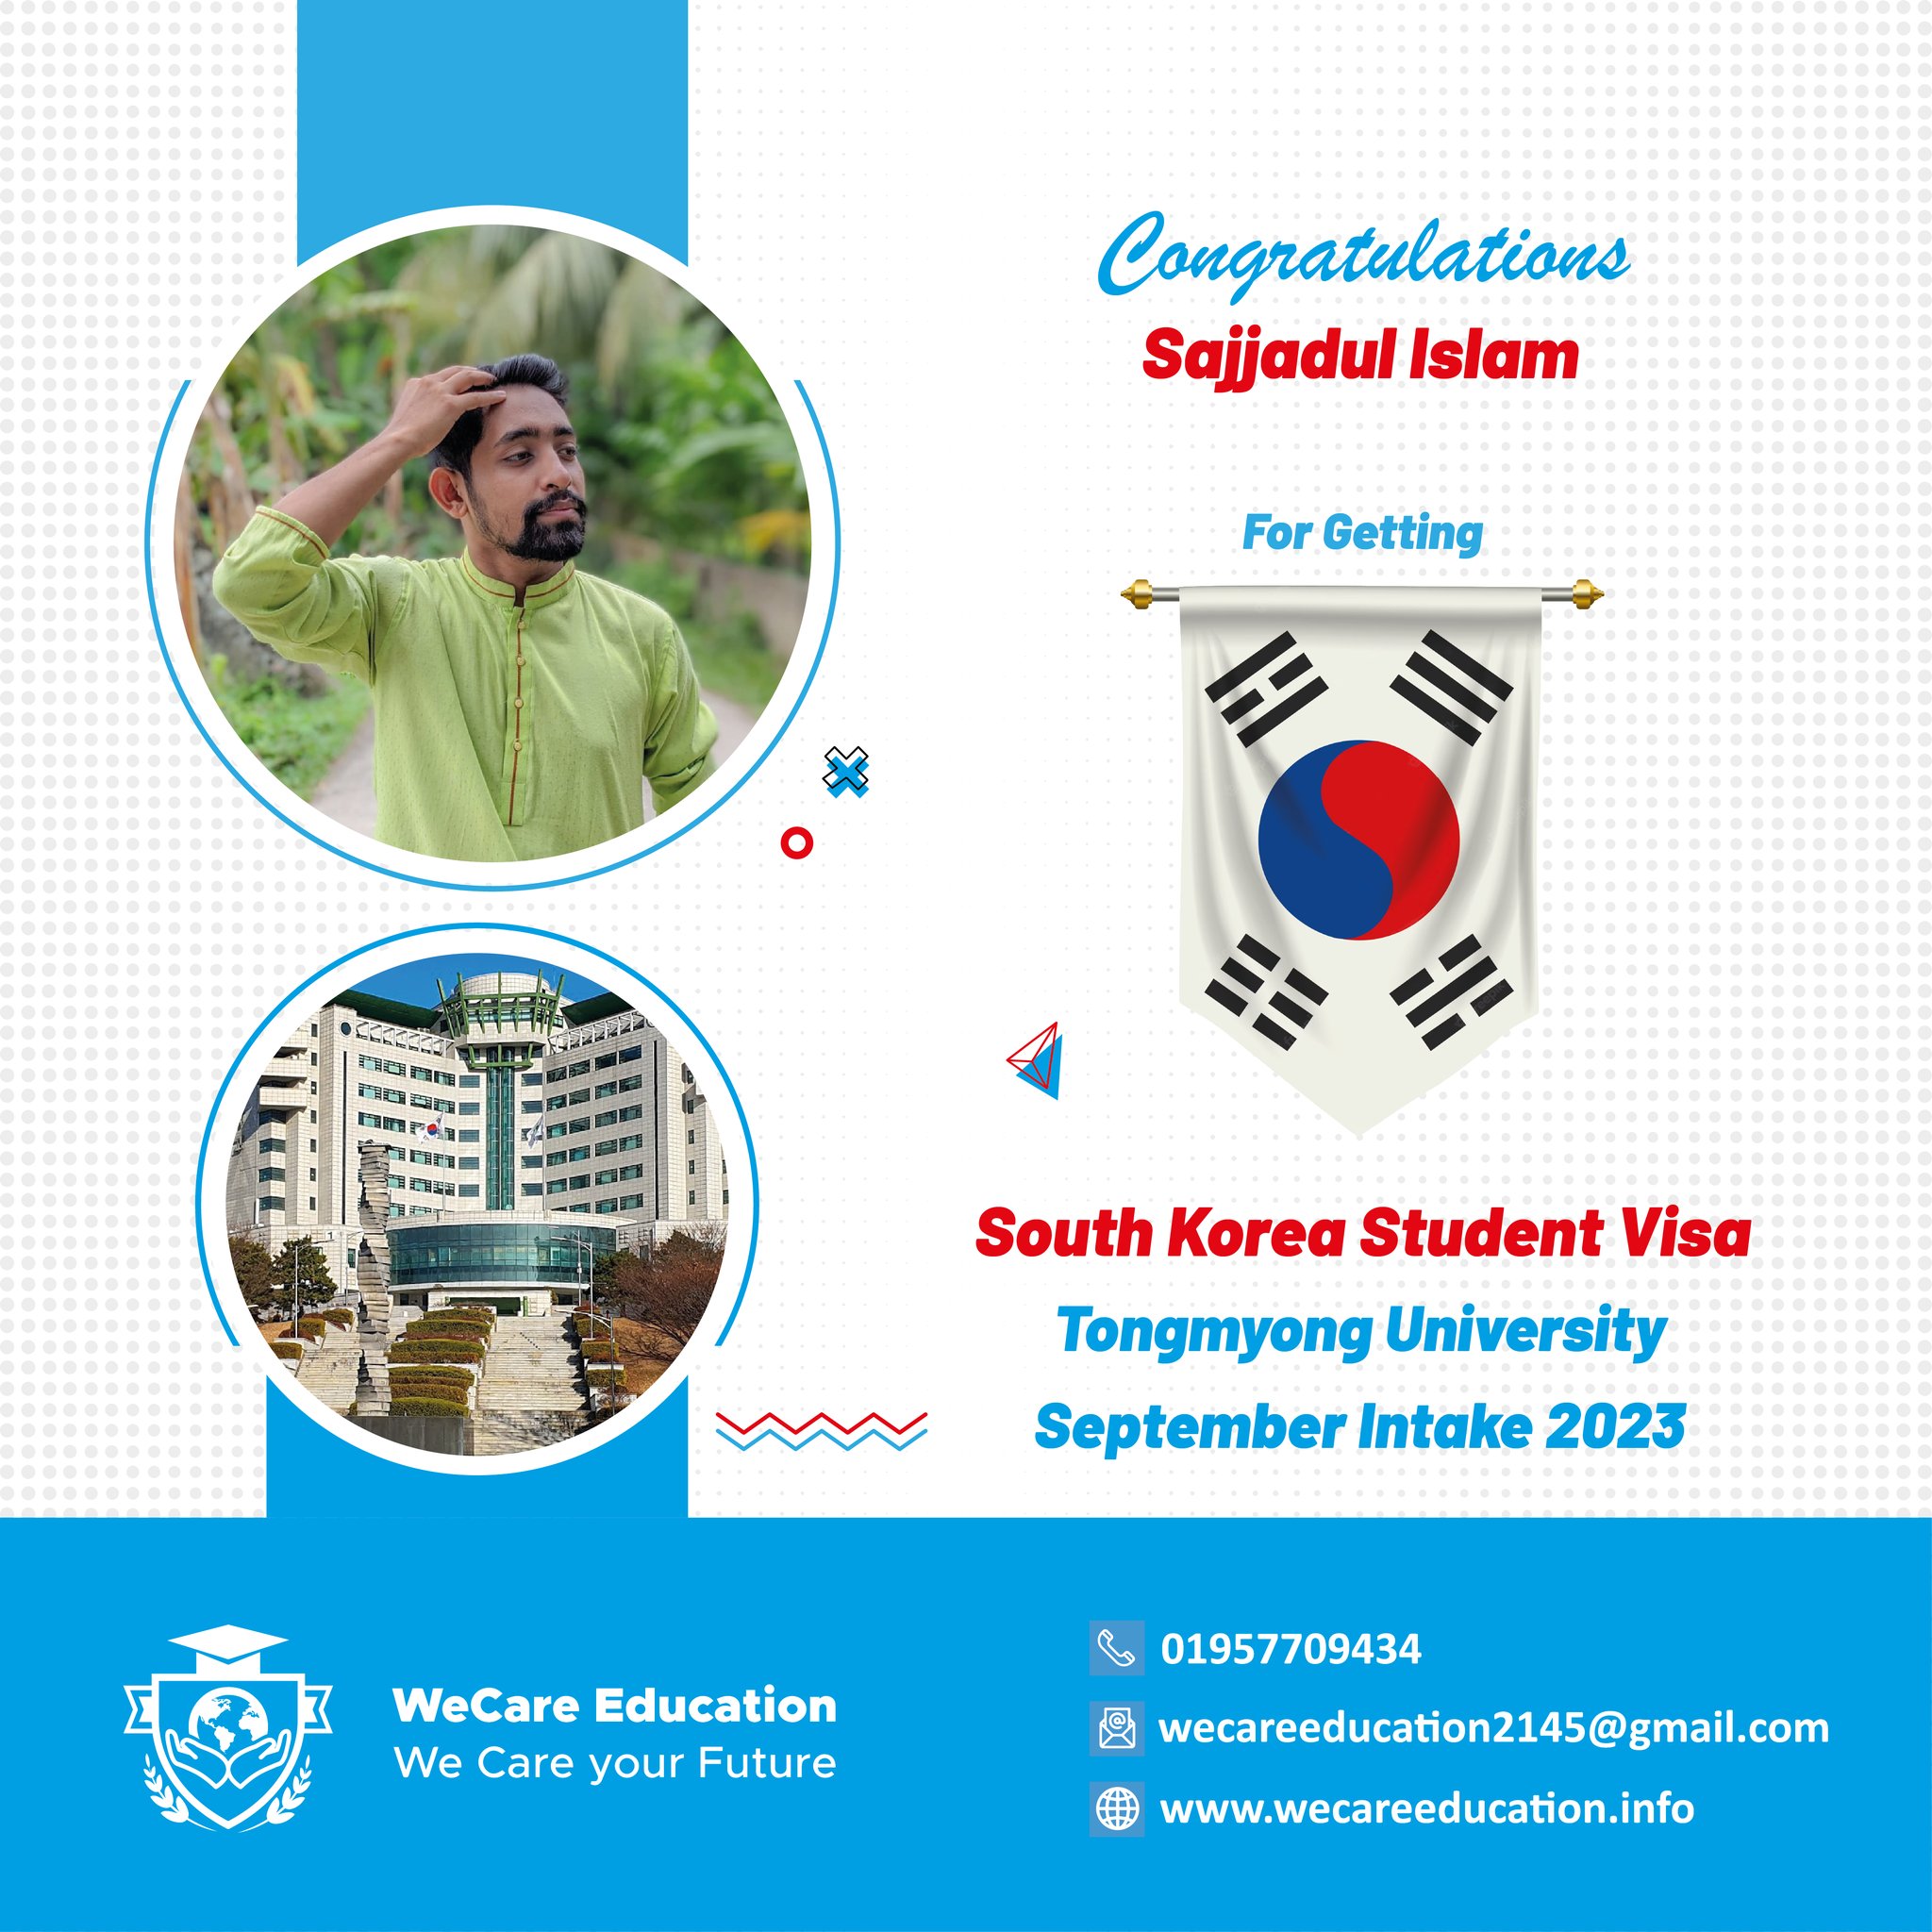 Congratulations
Sajjadul Islam
For Getting
South Korea Student Visa
Tongmyong University
September Intake 2023
WeCare Education
We Care your Future
01957709434
wecareeducation2145@gmail.com
www.wecareeducation.info